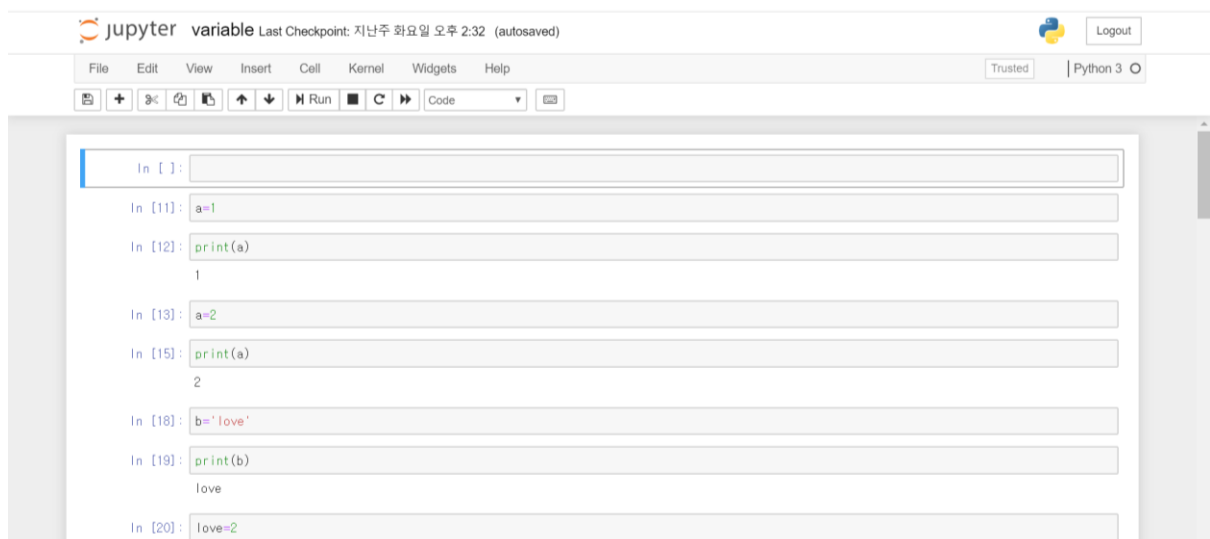 jupyter variable Last Checkpoint: 지난주 화요일 오후 2:32 (autosaved)
Logout
File Edit View Insert Cell Kernel Widgets Help
Trusted
Python 3
Run
Code
In [ ]:
In [11]: a=1
In [12]: print(a)
1
In [13]: a=2
In [15]: print(a)
2
In [18]: b='love'
In [19]: print(b)
love
In [20]: love=2